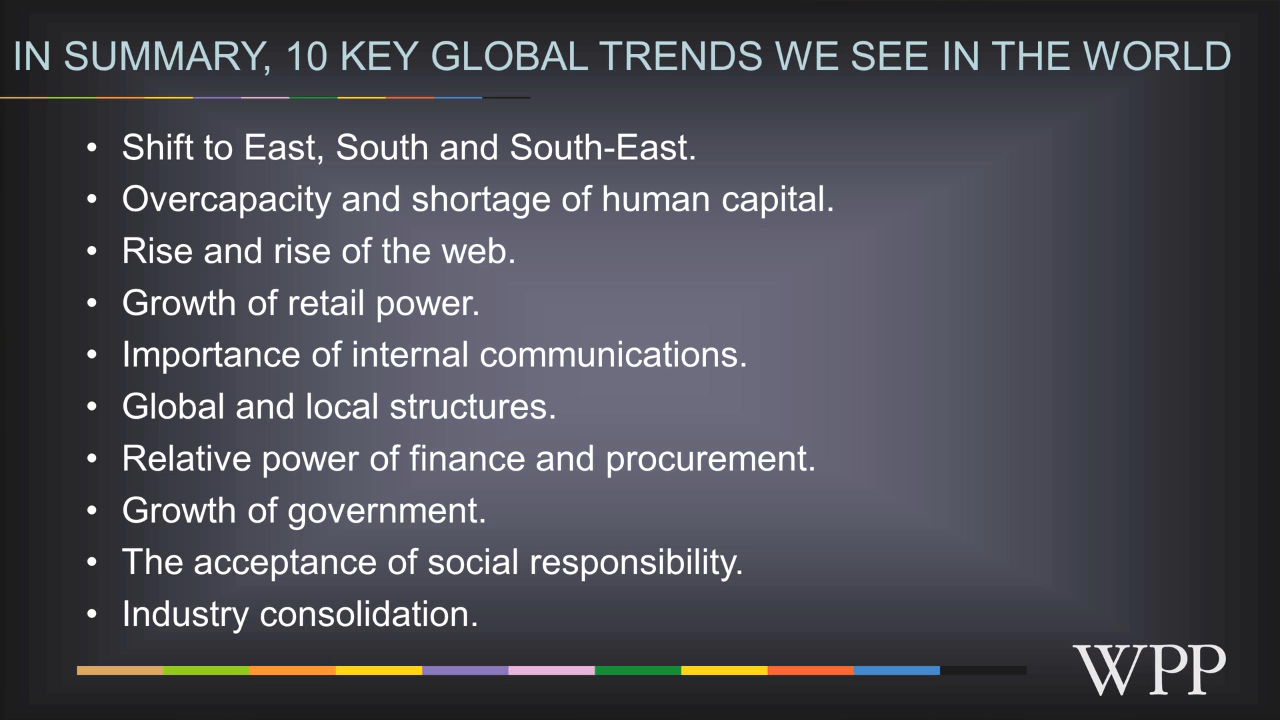 IN SUMMARY, 10 KEY GLOBAL TRENDS WE SEE IN THE WORLD
• Shift to East, South and South-East.
• Overcapacity and shortage of human capital.
• Rise and rise of the web.
• Growth of retail power.
• Importance of internal communications.
• Global and local structures.
• Relative power of finance and procurement.
• Growth of government.
• The acceptance of social responsibility.
• Industry consolidation.
WPP